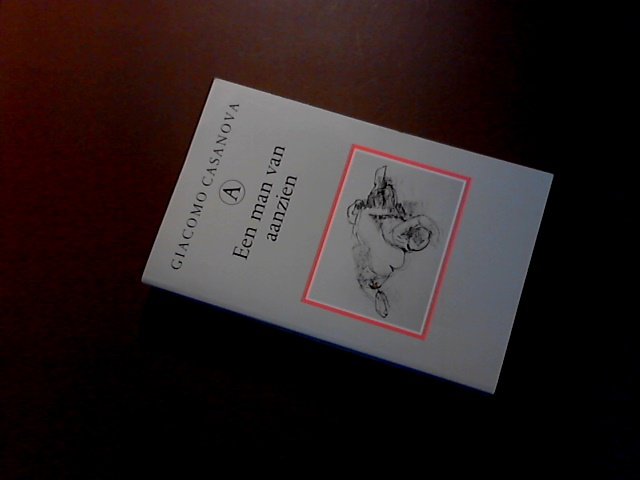 GIACOMO CASANOVA
A
Een man van
aanzien